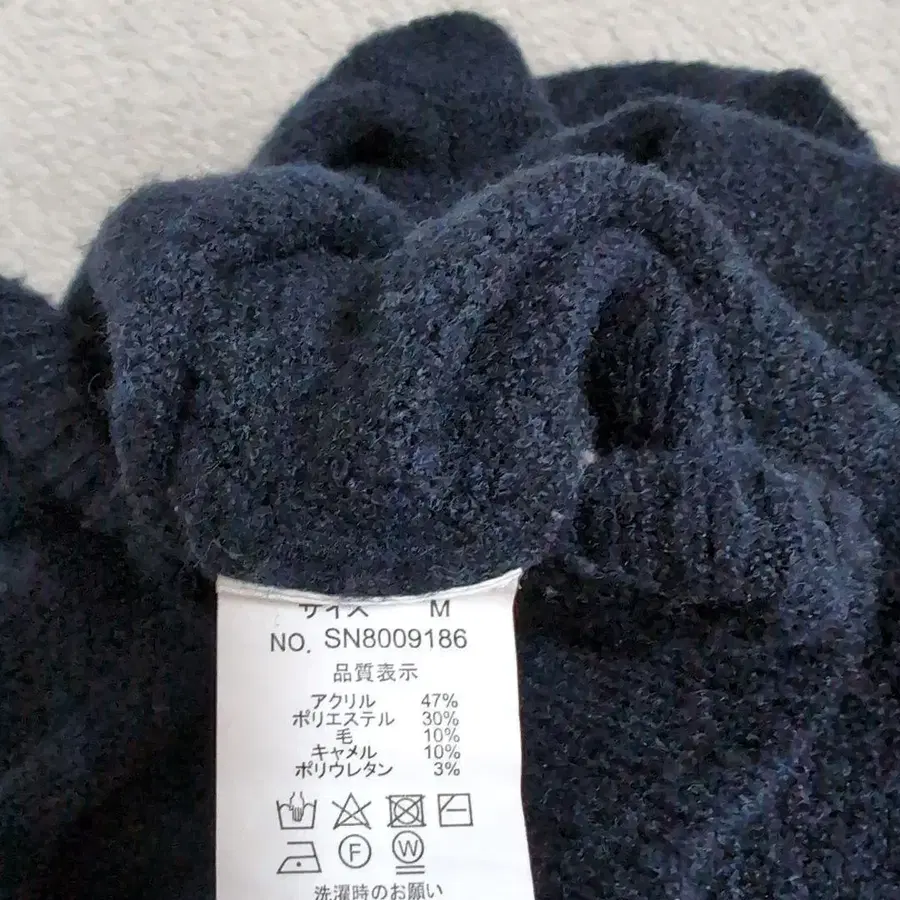 サイズ M
NO. SN8009186
品質表示
アクリル 47%
ポリエステル 30%
毛 10%
キャメル 10%
ポリウレタン 3%
F W
洗濯時のお願い